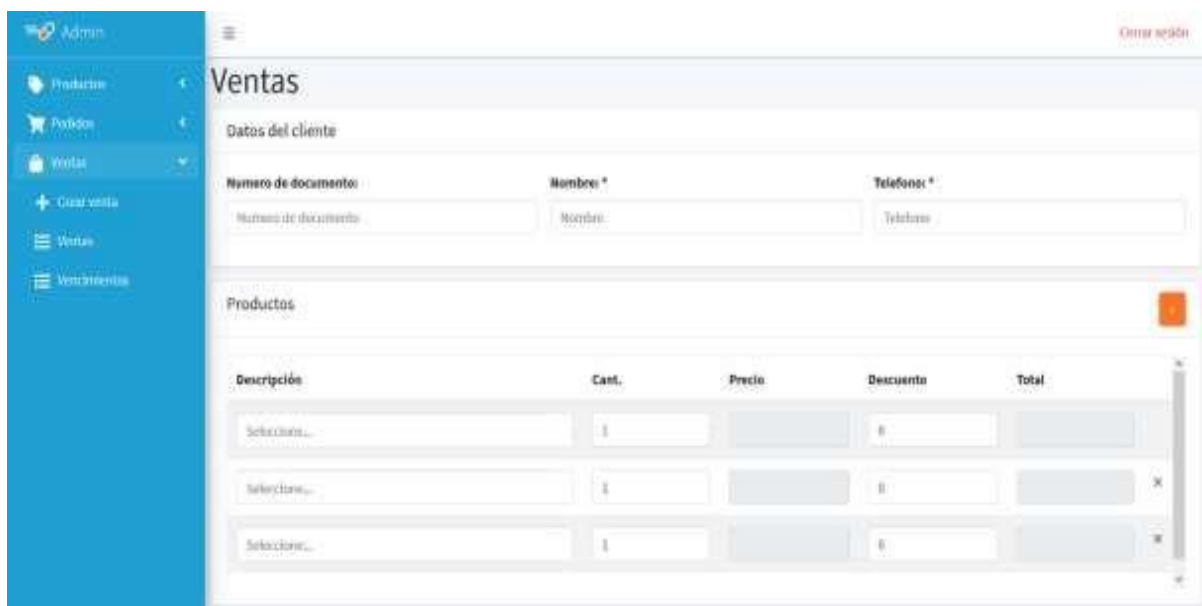 Admin
Cerrar sesión
Productos
Pedidos
Ventas
Crear venta
Ventas
Vencimientos
Ventas
Datos del cliente
Numero de documento: Nombre: * Telefono: *
Numero de documento Nombre Telefono
Productos
Descripción Cant. Precio Descuento Total
Seleccione... 1 0
Seleccione... 1 0
Seleccione... 1 0